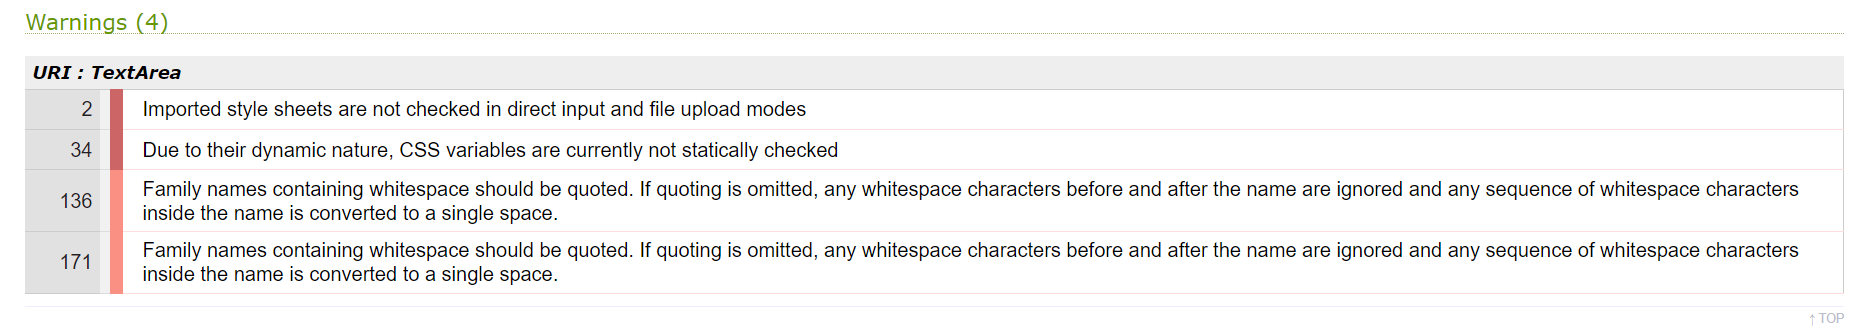 Warnings (4)
URI : TextArea
2 Imported style sheets are not checked in direct input and file upload modes
34 Due to their dynamic nature, CSS variables are currently not statically checked
136 Family names containing whitespace should be quoted. If quoting is omitted, any whitespace characters before and after the name are ignored and any sequence of whitespace characters
inside the name is converted to a single space.
171 Family names containing whitespace should be quoted. If quoting is omitted, any whitespace characters before and after the name are ignored and any sequence of whitespace characters
inside the name is converted to a single space.
↑ TOP